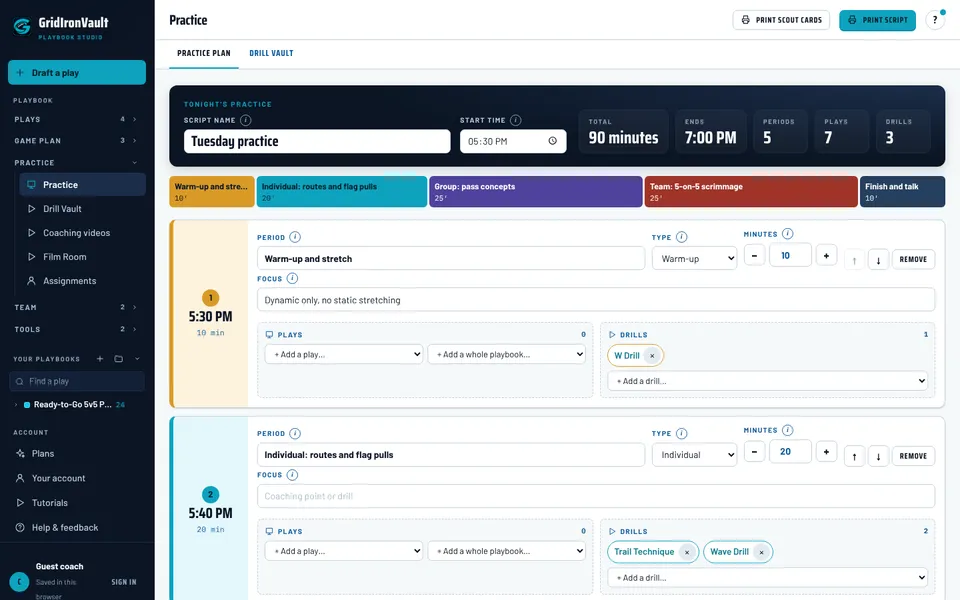 GridIronVault
PLAYBOOK STUDIO
+ Draft a play
PLAYBOOK
PLAYS 4
GAME PLAN 3
PRACTICE
Practice
Drill Vault
Coaching videos
Film Room
Assignments
TEAM 2
TOOLS 2
YOUR PLAYBOOKS
Find a play
Ready-to-Go 5v5 P... 24
ACCOUNT
Plans
Your account
Tutorials
Help & feedback
C
Guest coach
Saved in this
browser
SIGN IN
Practice
PRINT SCOUT CARDS
PRINT SCRIPT
?
PRACTICE PLAN
DRILL VAULT
TONIGHT'S PRACTICE
SCRIPT NAME i
Tuesday practice
START TIME i
05:30 PM
TOTAL
90 minutes
ENDS
7:00 PM
PERIODS
5
PLAYS
7
DRILLS
3
Warm-up and stre...
10'
Individual: routes and flag pulls
20'
Group: pass concepts
25'
Team: 5-on-5 scrimmage
25'
Finish and talk
10'
1
5:30 PM
10 min
PERIOD i
Warm-up and stretch
TYPE i
Warm-up
MINUTES i
− 10 +
↑ ↓ REMOVE
FOCUS i
Dynamic only, no static stretching
PLAYS 0
+ Add a play...
+ Add a whole playbook...
DRILLS 1
W Drill ×
+ Add a drill...
2
5:40 PM
20 min
PERIOD i
Individual: routes and flag pulls
TYPE i
Individual
MINUTES i
− 20 +
↑ ↓ REMOVE
FOCUS i
Coaching point or drill
PLAYS 0
+ Add a play...
+ Add a whole playbook...
DRILLS 2
Trail Technique × Wave Drill ×
+ Add a drill...